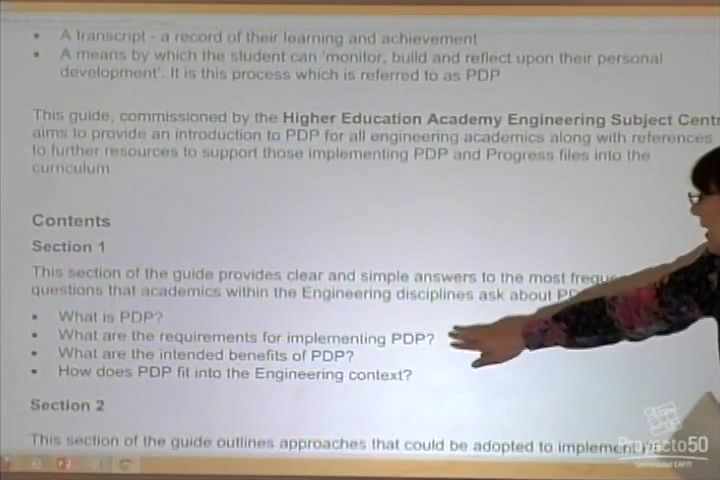 • A transcript - a record of their learning and achievement
• A means by which the student can 'monitor, build and reflect upon their personal
development'. It is this process which is referred to as PDP
This guide, commissioned by the Higher Education Academy Engineering Subject Cent
aims to provide an introduction to PDP for all engineering academics along with references
to further resources to support those implementing PDP and Progress files into the
curriculum.
Contents
Section 1
This section of the guide provides clear and simple answers to the most freque
questions that academics within the Engineering disciplines ask about PD
• What is PDP?
• What are the requirements for implementing PDP?
• What are the intended benefits of PDP?
• How does PDP fit into the Engineering context?
Section 2
This section of the guide outlines approaches that could be adopted to implement
Proyecto50
Universidad EAFIT